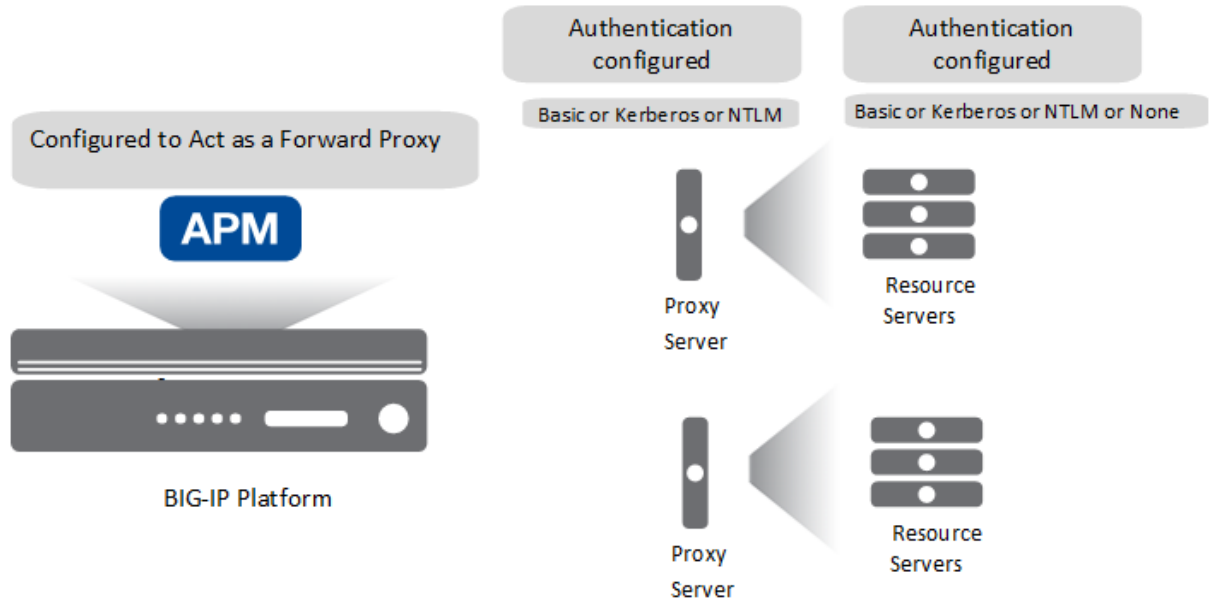 Authentication
configured
Authentication
configured
Basic or Kerberos or NTLM
Basic or Kerberos or NTLM or None
Configured to Act as a Forward Proxy
APM
BIG-IP Platform
Proxy
Server
Resource
Servers
Proxy
Server
Resource
Servers